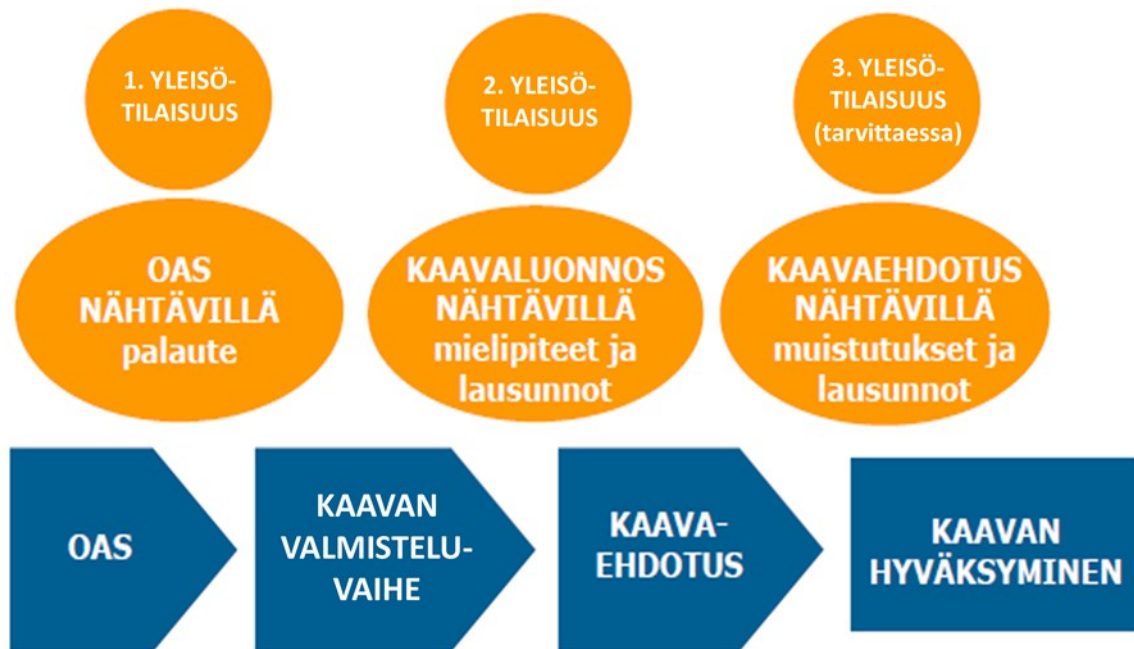 1. YLEISÖ-
TILAISUUS
2. YLEISÖ-
TILAISUUS
3. YLEISÖ-
TILAISUUS
(tarvittaessa)
OAS
NÄHTÄVILLÄ
palaute
KAAVALUONNOS
NÄHTÄVILLÄ
mielipiteet ja
lausunnot
KAAVAEHDOTUS
NÄHTÄVILLÄ
muistutukset ja
lausunnot
OAS
KAAVAN
VALMISTELU-
VAIHE
KAAVA-
EHDOTUS
KAAVAN
HYVÄKSYMINEN